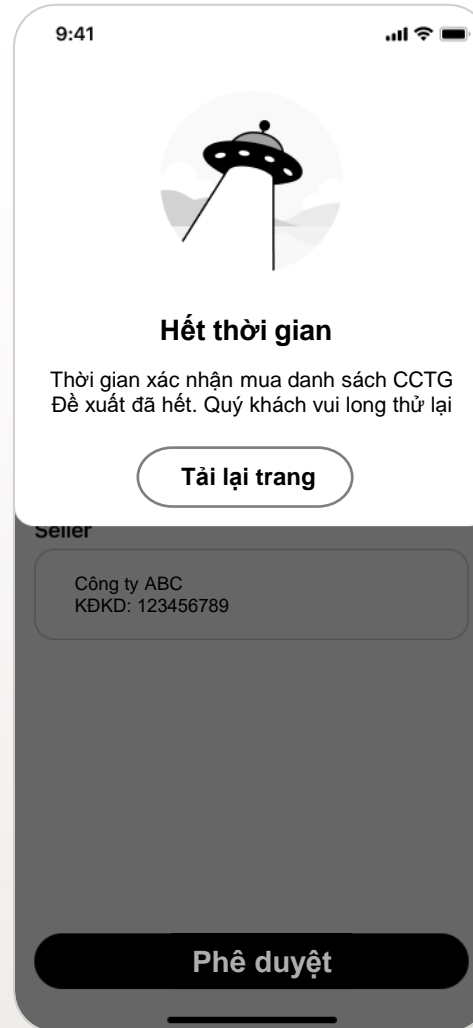 9:41
Hết thời gian
Thời gian xác nhận mua danh sách CCTG
Đề xuất đã hết. Quý khách vui long thử lại
Tải lại trang
Seller
Công ty ABC
KĐKD: 123456789
Phê duyệt